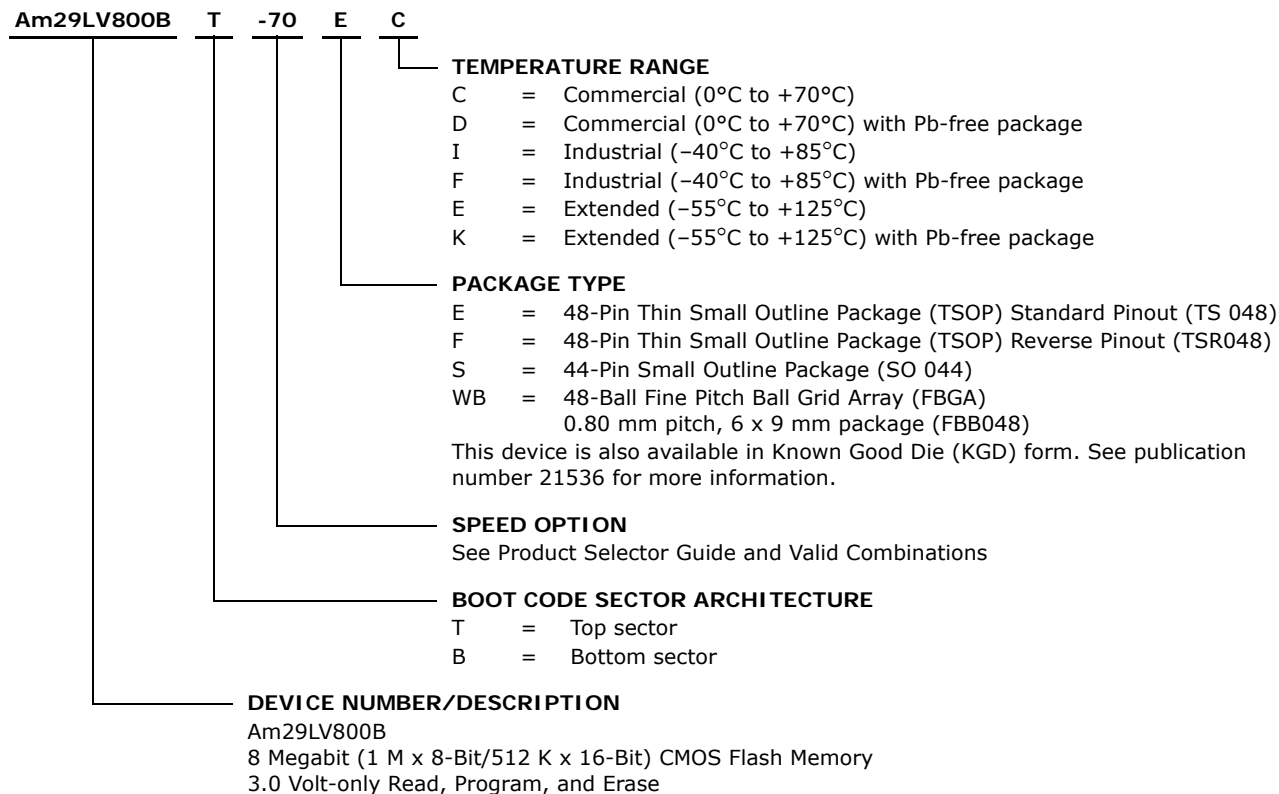 Am29LV800B T -70 E C
TEMPERATURE RANGE
C = Commercial (0°C to +70°C)
D = Commercial (0°C to +70°C) with Pb-free package
I = Industrial (–40°C to +85°C)
F = Industrial (–40°C to +85°C) with Pb-free package
E = Extended (–55°C to +125°C)
K = Extended (–55°C to +125°C) with Pb-free package
PACKAGE TYPE
E = 48-Pin Thin Small Outline Package (TSOP) Standard Pinout (TS 048)
F = 48-Pin Thin Small Outline Package (TSOP) Reverse Pinout (TSR048)
S = 44-Pin Small Outline Package (SO 044)
WB = 48-Ball Fine Pitch Ball Grid Array (FBGA)
0.80 mm pitch, 6 x 9 mm package (FBB048)
This device is also available in Known Good Die (KGD) form. See publication
number 21536 for more information.
SPEED OPTION
See Product Selector Guide and Valid Combinations
BOOT CODE SECTOR ARCHITECTURE
T = Top sector
B = Bottom sector
DEVICE NUMBER/DESCRIPTION
Am29LV800B
8 Megabit (1 M x 8-Bit/512 K x 16-Bit) CMOS Flash Memory
3.0 Volt-only Read, Program, and Erase